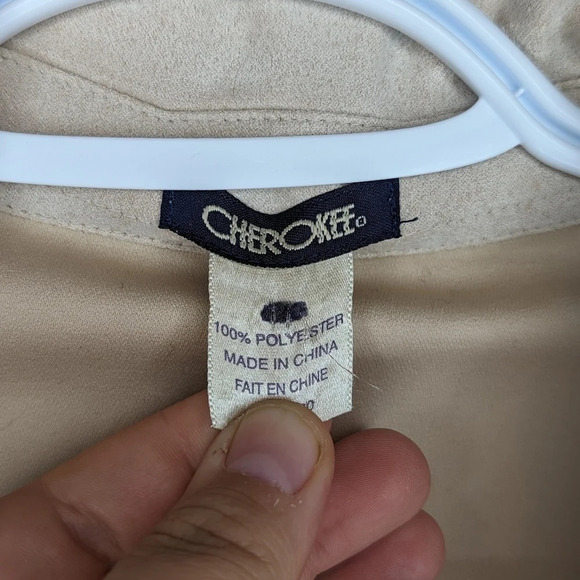 CHEROKEE
100% POLYESTER
MADE IN CHINA
FAIT EN CHINE